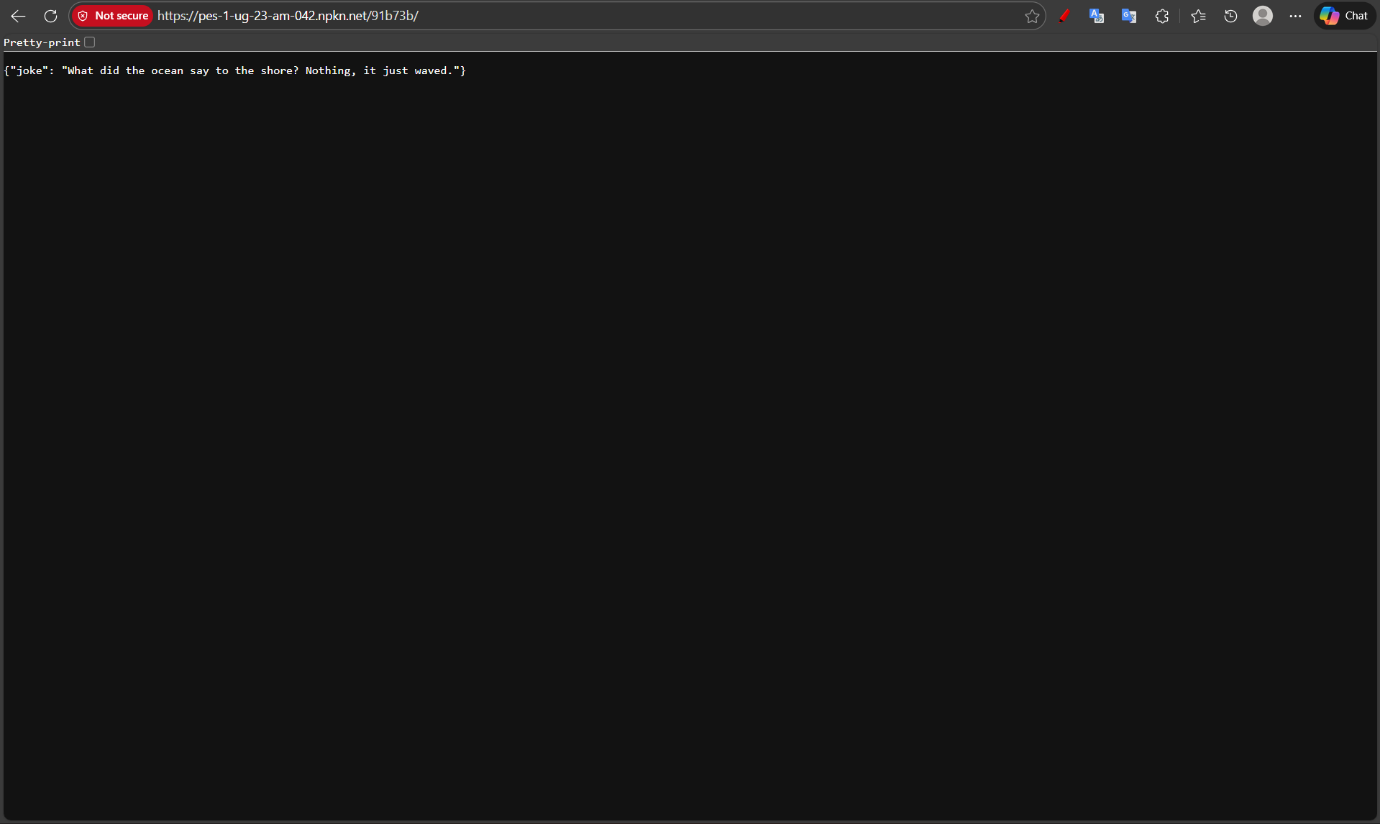 Not secure https://pes-1-ug-23-am-042.npkn.net/91b73b/ Chat
Pretty-print
{"joke": "What did the ocean say to the shore? Nothing, it just waved."}